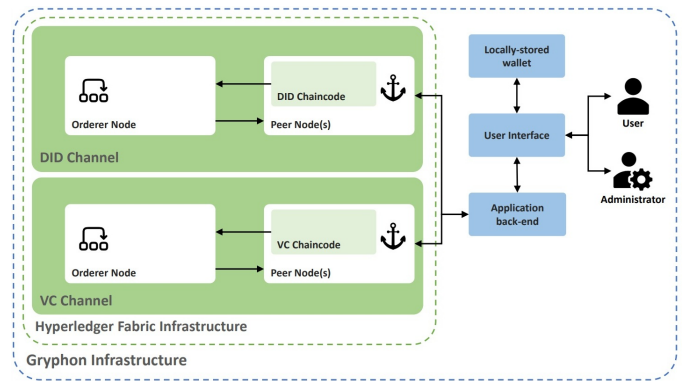 DID Chaincode
Orderer Node
Peer Node(s)
DID Channel
VC Chaincode
Orderer Node
Peer Node(s)
VC Channel
Hyperledger Fabric Infrastructure
Gryphon Infrastructure
Locally-stored
wallet
User Interface
Application
back-end
User
Administrator